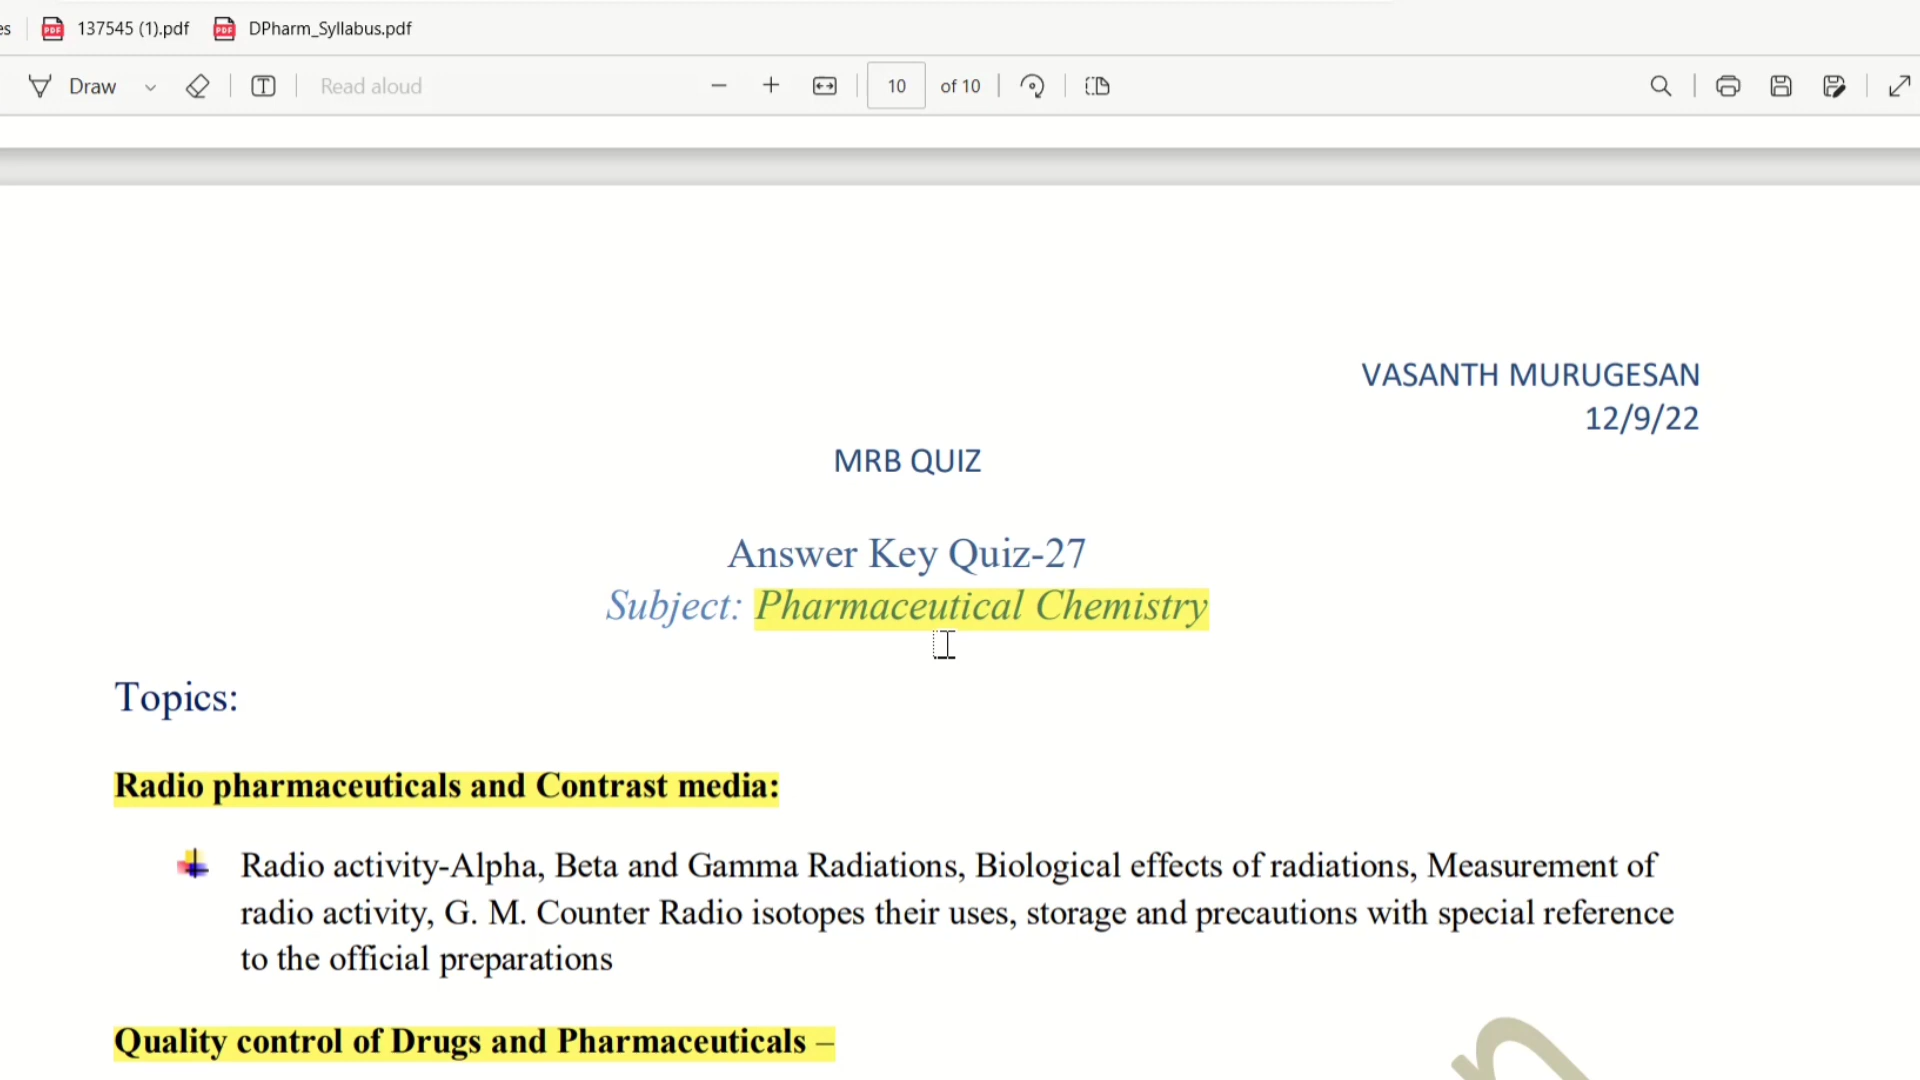 es 137545 (1).pdf DPharm_Syllabus.pdf
Draw Read aloud 10 of 10
VASANTH MURUGESAN
12/9/22
MRB QUIZ
Answer Key Quiz-27
Subject: Pharmaceutical Chemistry
Topics:
Radio pharmaceuticals and Contrast media:
Radio activity-Alpha, Beta and Gamma Radiations, Biological effects of radiations, Measurement of
radio activity, G. M. Counter Radio isotopes their uses, storage and precautions with special reference
to the official preparations
Quality control of Drugs and Pharmaceuticals –